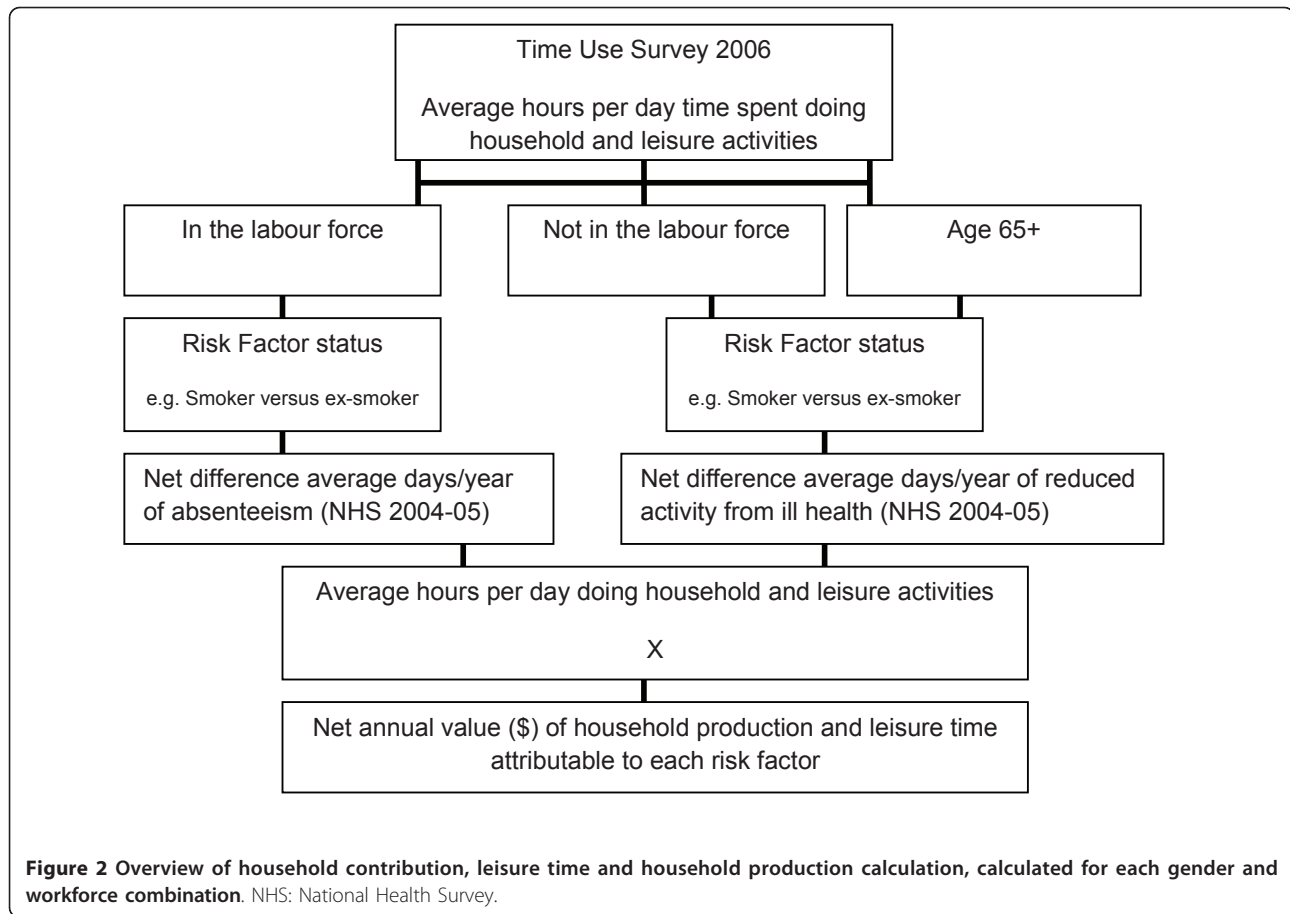 Time Use Survey 2006
Average hours per day time spent doing
household and leisure activities
In the labour force
Not in the labour force
Age 65+
Risk Factor status
e.g. Smoker versus ex-smoker
Risk Factor status
e.g. Smoker versus ex-smoker
Net difference average days/year
of absenteeism (NHS 2004-05)
Net difference average days/year of reduced
activity from ill health (NHS 2004-05)
Average hours per day doing household and leisure activities
X
Net annual value ($) of household production and leisure time
attributable to each risk factor
Figure 2 Overview of household contribution, leisure time and household production calculation, calculated for each gender and
workforce combination. NHS: National Health Survey.